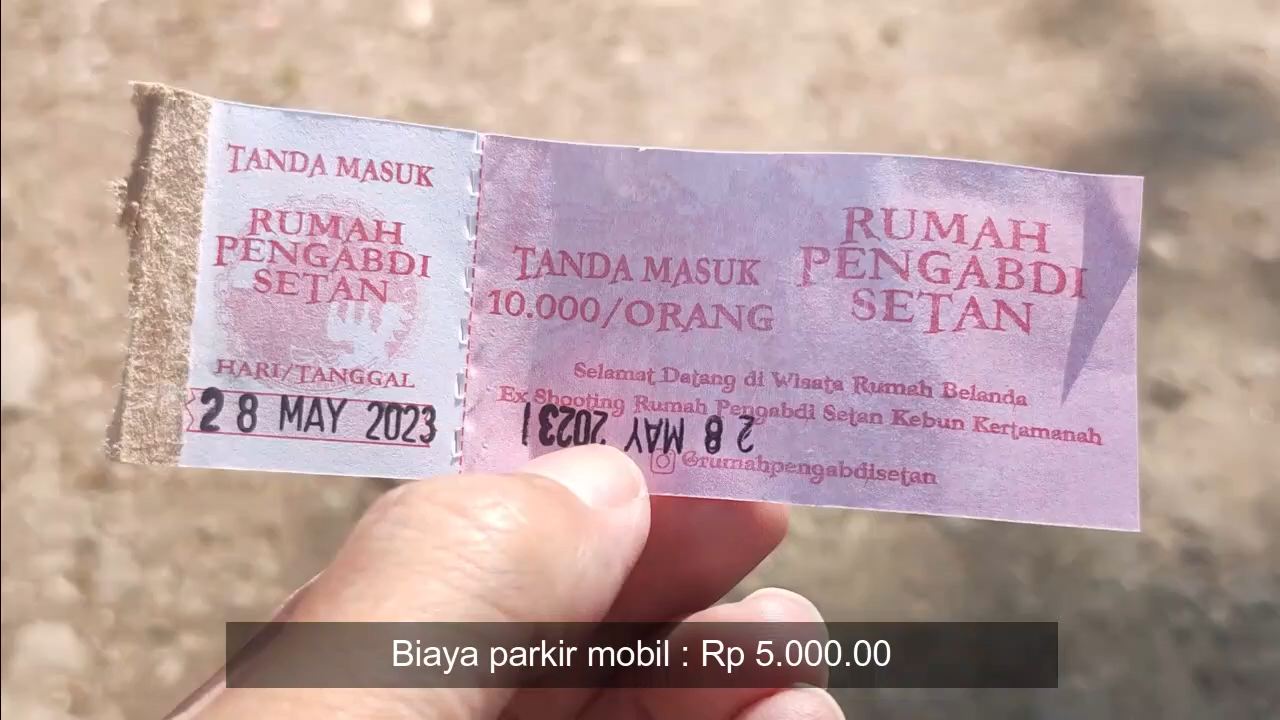 TANDA MASUK
RUMAH
PENGABDI
SETAN
HARI/TANGGAL
28 MAY 2023
TANDA MASUK
10.000/ORANG
RUMAH
PENGABDI
SETAN
Selamat Datang di Wisata Rumah Belanda
Ex Shooting Rumah Pengabdi Setan Kebun Kertamanah
28 MAY 2023
@rumahpengabdisetan
Biaya parkir mobil : Rp 5.000.00